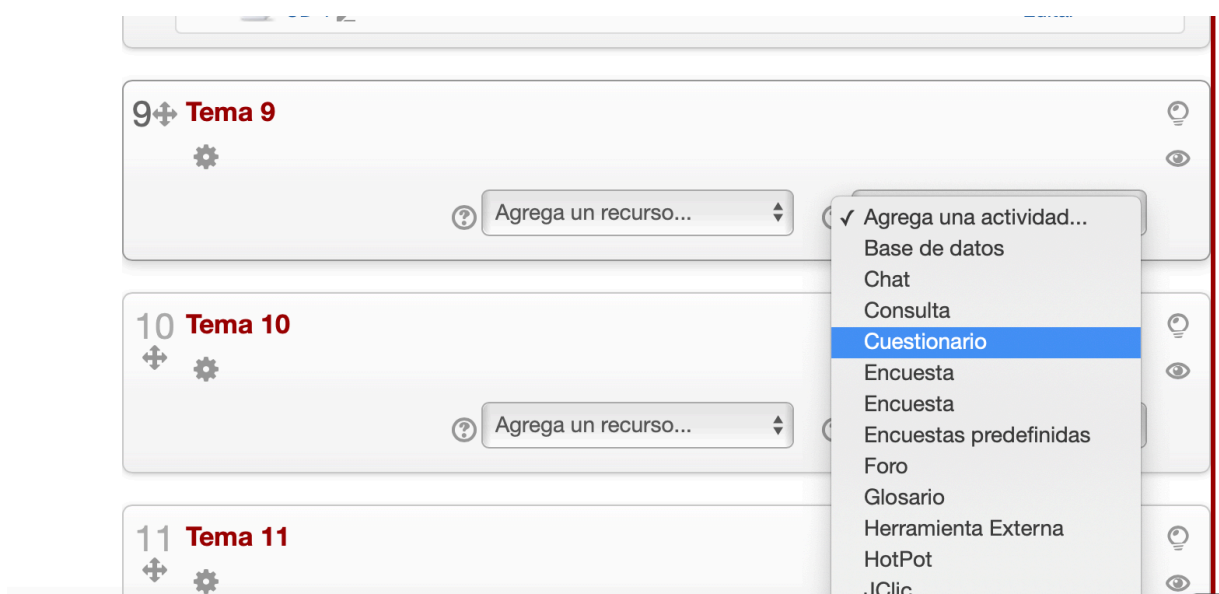 9 Tema 9
Agrega un recurso...
✓ Agrega una actividad...
Base de datos
Chat
Consulta
Cuestionario
Encuesta
Encuesta
Encuestas predefinidas
Foro
Glosario
Herramienta Externa
HotPot
JClic
10 Tema 10
Agrega un recurso...
11 Tema 11